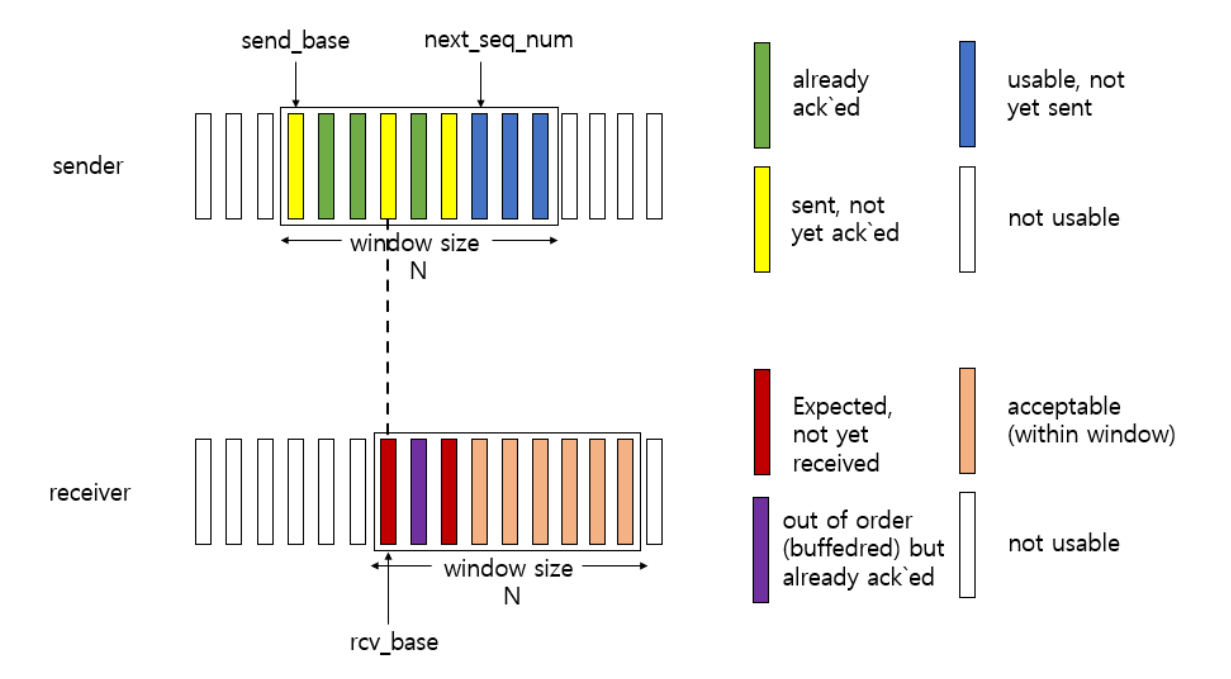 send_base
next_seq_num
already
ack`ed
usable, not
yet sent
sender
sent, not
yet ack`ed
not usable
window size
N
Expected,
not yet
received
acceptable
(within window)
receiver
out of order
(buffedred) but
already ack`ed
not usable
window size
N
rcv_base